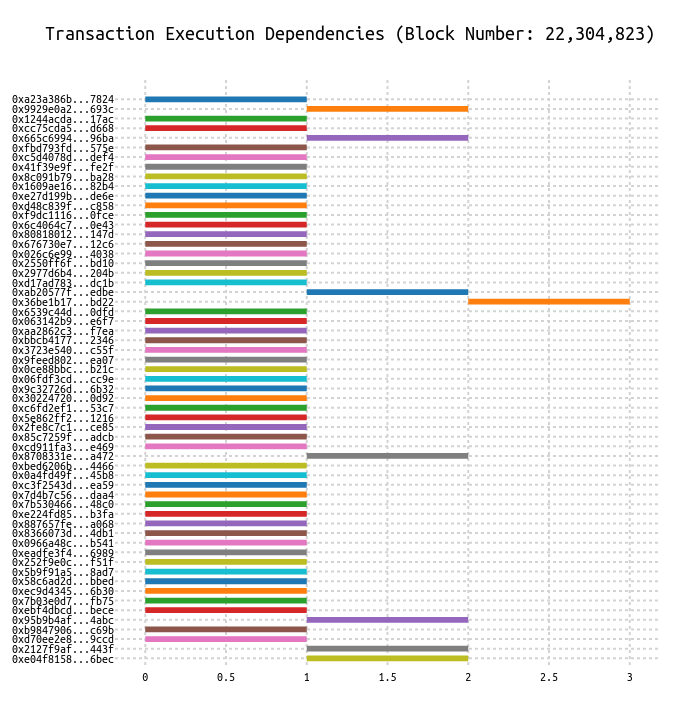 Transaction Execution Dependencies (Block Number: 22,304,823)
0xa23a386b...7824
0x9929e0a2...693c
0x1244acda...17ac
0xcc75cda5...d668
0x665c6994...96ba
0xfbd793fd...575e
0xc5d4078d...def4
0x41f39e9f...fe2f
0x8c091b79...ba28
0x1609ae16...82b4
0xe27d199b...de6e
0xd48c839f...c858
0xf9dc1116...0fce
0x6c4064c7...0e43
0x80818012...147d
0x676730e7...12c6
0x026c6e99...4038
0x2550ff6f...bd10
0x2977d6b4...204b
0xd17ad783...dc1b
0xab20577f...edbe
0x36be1b17...bd22
0x6539c44d...0dfd
0x063142b9...e6f7
0xaa2862c3...f7ea
0xbbcb4177...2346
0x3723e540...c55f
0x9feed802...ea07
0x0ce88bbc...b21c
0x06fdf3cd...cc9e
0x9c32726d...6b32
0x30224720...0d92
0xc6fd2ef1...53c7
0x5e862ff2...1216
0x2fe8c7c1...ce85
0x85c7259f...adcb
0xcd911fa3...e469
0x8708331e...a472
0xbed6206b...4466
0x0a4fd49f...45b8
0xc3f2543d...ea59
0x7d4b7c56...daa4
0x7b530466...48c0
0xe224fd85...b3fa
0x887657fe...a068
0x8366073d...4db1
0x0966a48c...b541
0xeadfe3f4...6989
0x252f9e0c...f51f
0x5b9f91a5...8ad7
0x58c6ad2d...bbed
0xec9d4345...6b30
0x7b03e0d7...fb75
0xebf4dbcd...bece
0x95b9b4af...4abc
0xb9847906...c69b
0xd70ee2e8...9ccd
0x2127f9af...443f
0xe04f8158...6bec
0 0.5 1 1.5 2 2.5 3